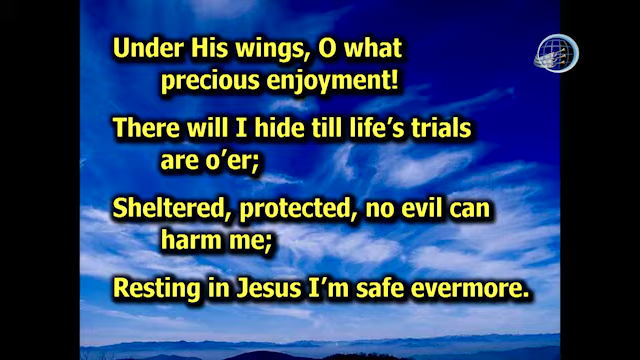 Under His wings, O what
precious enjoyment!
There will I hide till life’s trials
are o’er;
Sheltered, protected, no evil can
harm me;
Resting in Jesus I’m safe evermore.